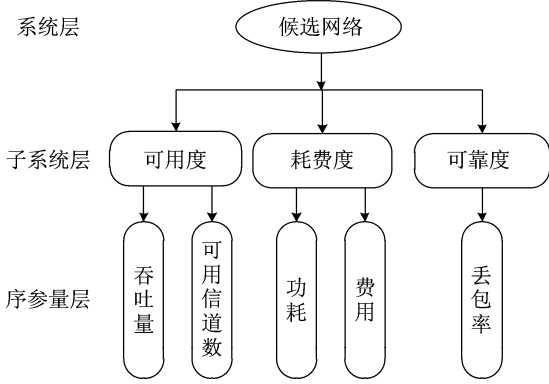 系统层
候选网络
子系统层
可用度
耗费度
可靠度
序参量层
吞吐量
可用信道数
功耗
费用
丢包率